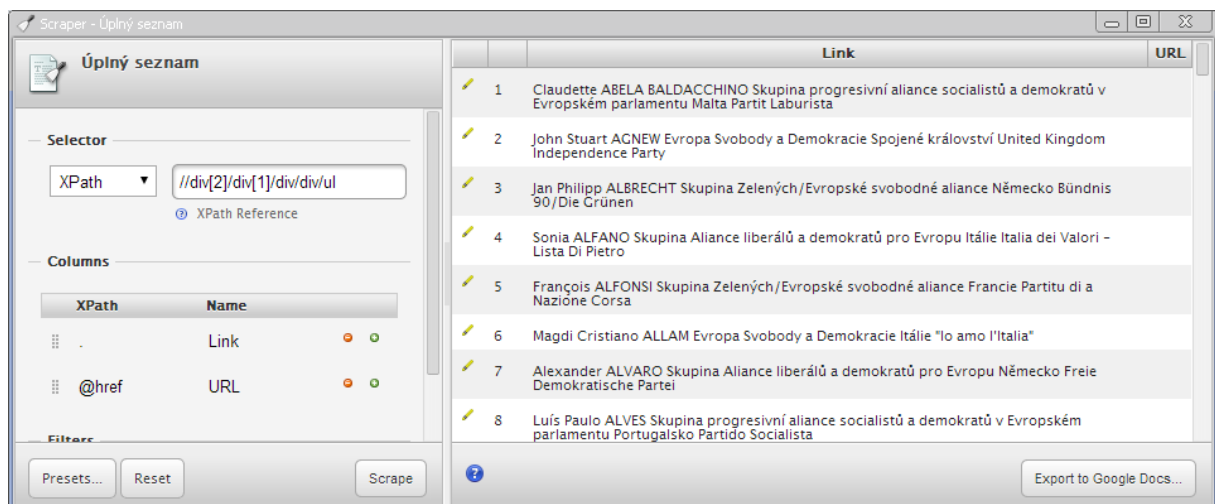 Scraper - Úplný seznam
Úplný seznam
Selector
XPath
//div[2]/div[1]/div/div/ul
XPath Reference
Columns
XPath Name
. Link
@href URL
Filters
Presets... Reset Scrape
Link URL
1 Claudette ABELA BALDACCHINO Skupina progresivní aliance socialistů a demokratů v
Evropském parlamentu Malta Partit Laburista
2 John Stuart AGNEW Evropa Svobody a Demokracie Spojené království United Kingdom
Independence Party
3 Jan Philipp ALBRECHT Skupina Zelených/Evropské svobodné aliance Německo Bündnis
90/Die Grünen
4 Sonia ALFANO Skupina Aliance liberálů a demokratů pro Evropu Itálie Italia dei Valori -
Lista Di Pietro
5 François ALFONSI Skupina Zelených/Evropské svobodné aliance Francie Partitu di a
Nazione Corsa
6 Magdi Cristiano ALLAM Evropa Svobody a Demokracie Itálie "Io amo l'Italia"
7 Alexander ALVARO Skupina Aliance liberálů a demokratů pro Evropu Německo Freie
Demokratische Partei
8 Luís Paulo ALVES Skupina progresivní aliance socialistů a demokratů v Evropském
parlamentu Portugalsko Partido Socialista
Export to Google Docs...